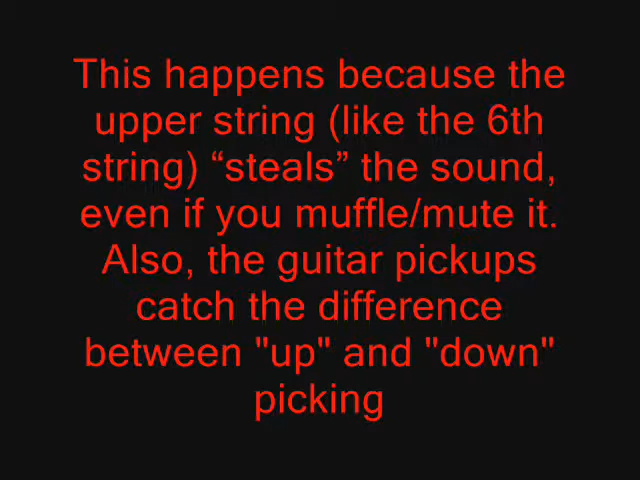 This happens because the
upper string (like the 6th
string) “steals” the sound,
even if you muffle/mute it.
Also, the guitar pickups
catch the difference
between "up" and "down"
picking